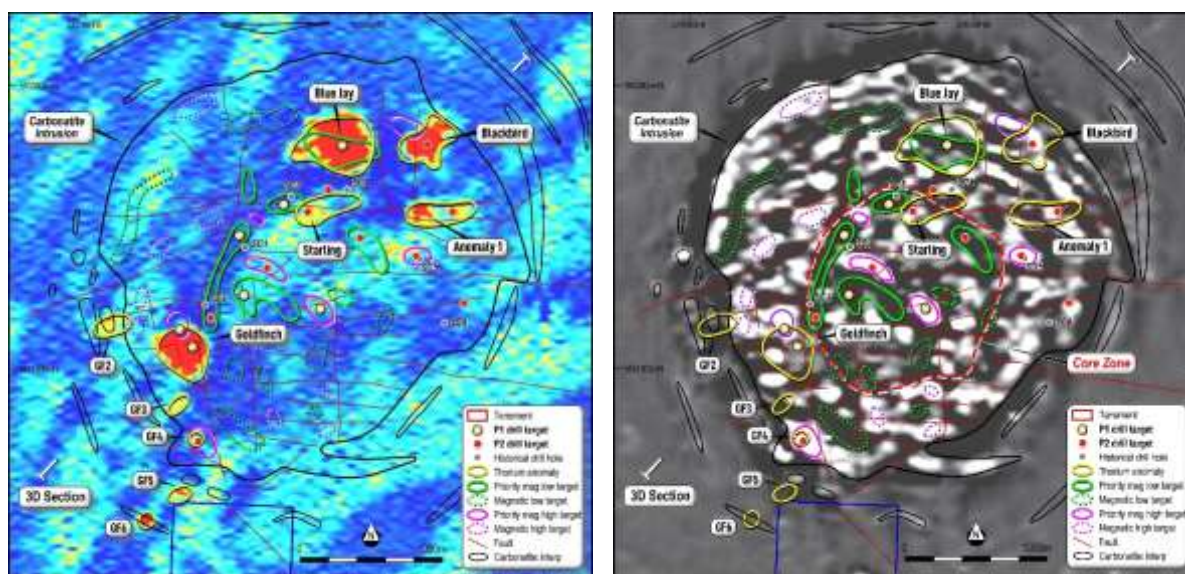 Blue Jay
Carbonatite
Intrusion
Blackbird
Starling
Anomaly 1
Goldfinch
GF2
GF3
GF4
GF5
GF6
3D Section
N
Tenement
P1 drill target
P2 drill target
Historical drill hole
Thorium anomaly
Priority mag low target
Magnetic low target
Priority mag high target
Magnetic high target
Fault
Carbonatite interp
Blue Jay
Carbonatite
Intrusion
Blackbird
Starling
Anomaly 1
Goldfinch
Core Zone
GF2
GF3
GF4
GF5
GF6
3D Section
N
Tenement
P1 drill target
P2 drill target
Historical drill hole
Thorium anomaly
Priority mag low target
Magnetic low target
Priority mag high target
Magnetic high target
Fault
Carbonatite interp